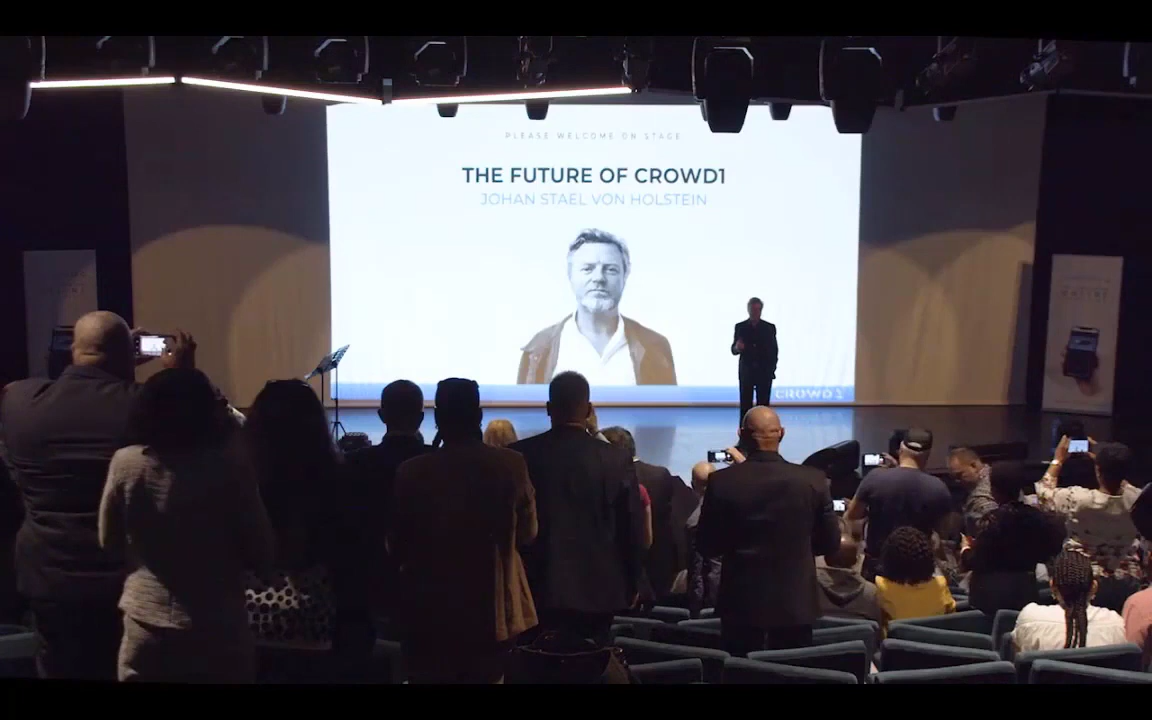 PLEASE WELCOME ON STAGE
THE FUTURE OF CROWD1
JOHAN STAEL VON HOLSTEIN
CROWD1